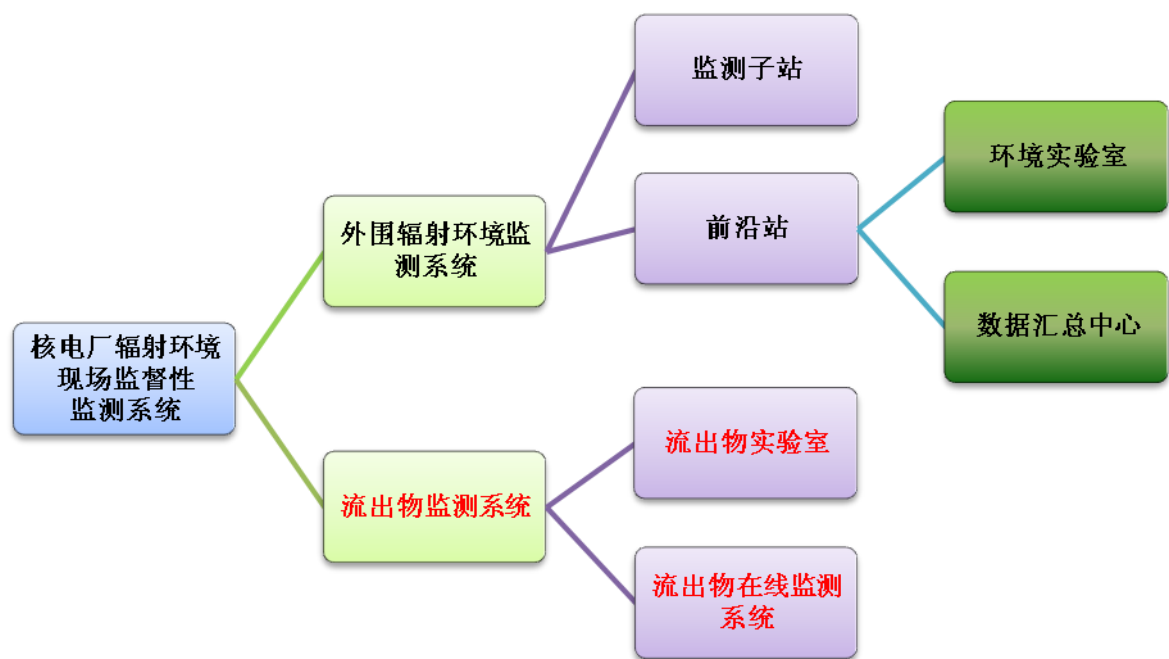 核电厂辐射环境
现场监督性
监测系统
外围辐射环境监
测系统
流出物监测系统
监测子站
前沿站
流出物实验室
流出物在线监测
系统
环境实验室
数据汇总中心